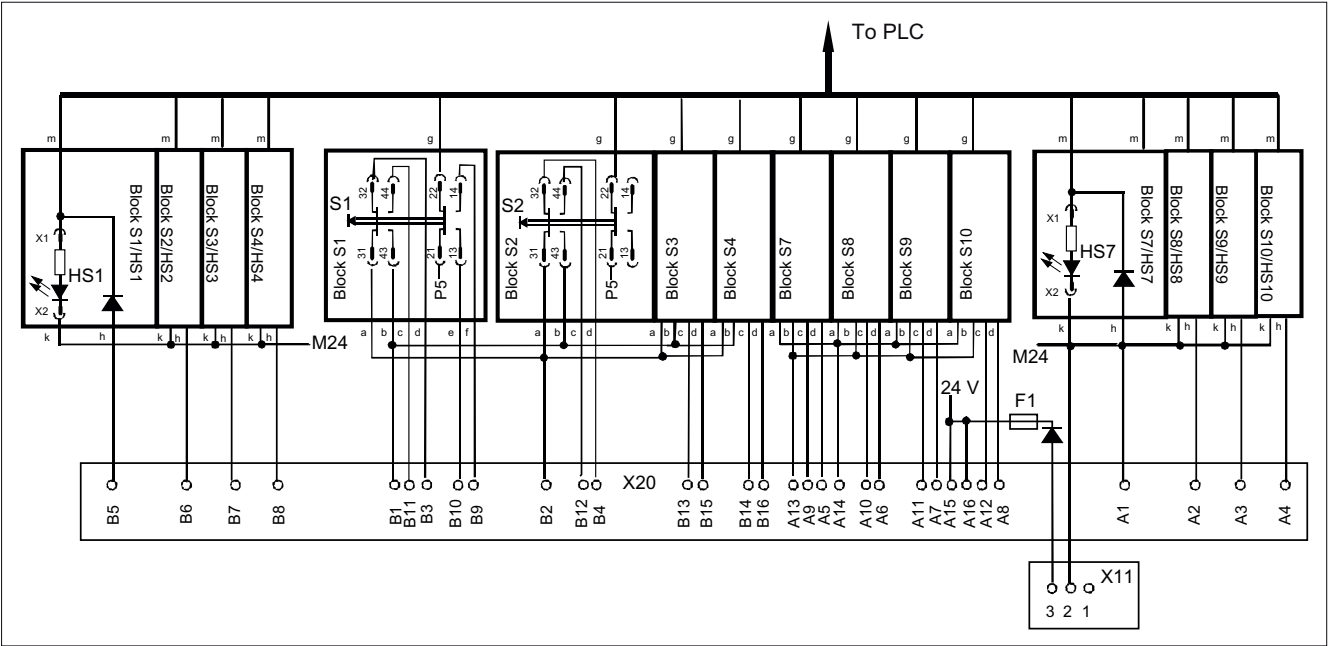 To PLC
m m m m g g g g g g g g m m m m
32 44 22 14 32 44 22 14
X1 S1 S2 X1
HS1 HS7
X2 X2
31 43 21 13 31 43 21 13
P5 P5
Block S1/HS1 Block S2/HS2 Block S3/HS3 Block S4/HS4 Block S1 Block S2 Block S3 Block S4 Block S7 Block S8 Block S9 Block S10 Block S7/HS7 Block S8/HS8 Block S9/HS9 Block S10/HS10
k h k h k h k h a b c d e f a b c d a b c d a b c d a b c d a b c d a b c d a b c d k h k h k h k h
M24 M24
24 V F1
X20
B5 B6 B7 B8 B1 B11 B3 B10 B9 B2 B12 B4 B13 B15 B14 B16 A13 A9 A5 A14 A10 A6 A11 A7 A15 A16 A12 A8 A1 A2 A3 A4
X11
3 2 1